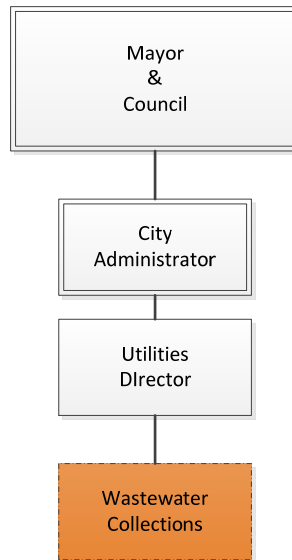 Mayor
&
Council
City
Administrator
Utilities
DIrector
Wastewater
Collections